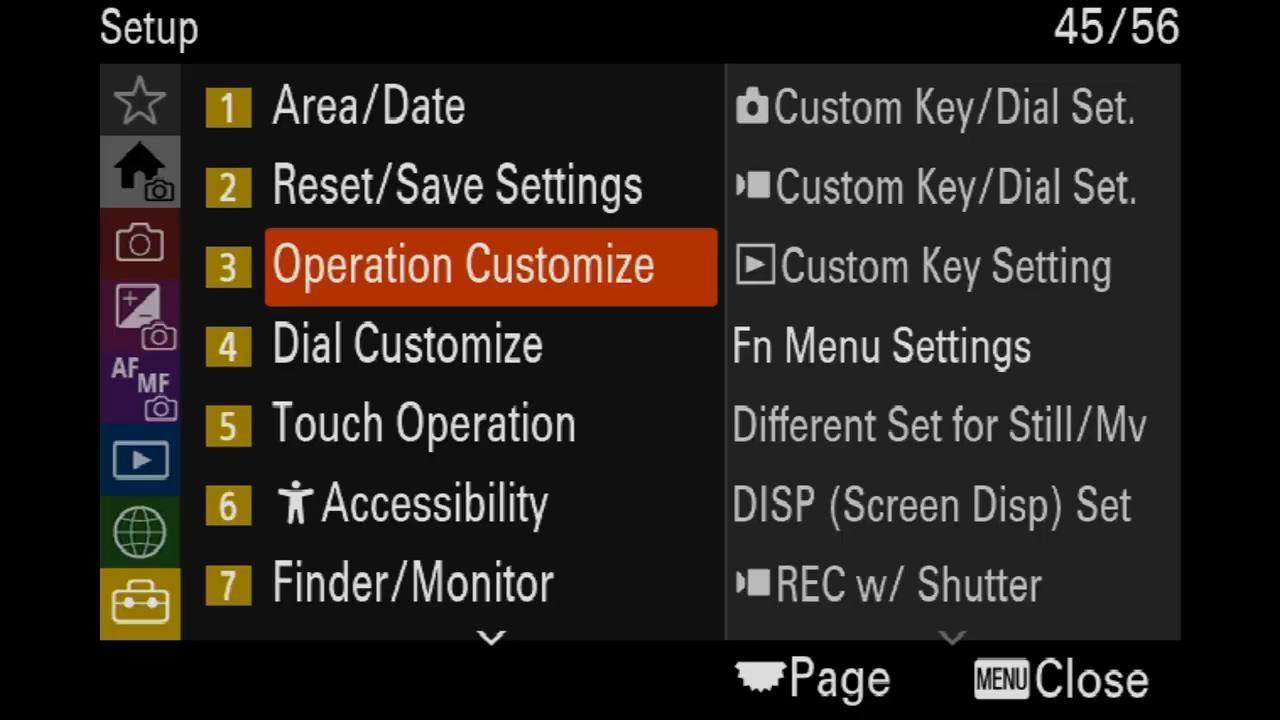 Setup 45/56
1 Area/Date
2 Reset/Save Settings
3 Operation Customize
4 Dial Customize
5 Touch Operation
6 Accessibility
7 Finder/Monitor
AF MF
Custom Key/Dial Set.
Custom Key/Dial Set.
Custom Key Setting
Fn Menu Settings
Different Set for Still/Mv
DISP (Screen Disp) Set
REC w/ Shutter
Page MENU Close